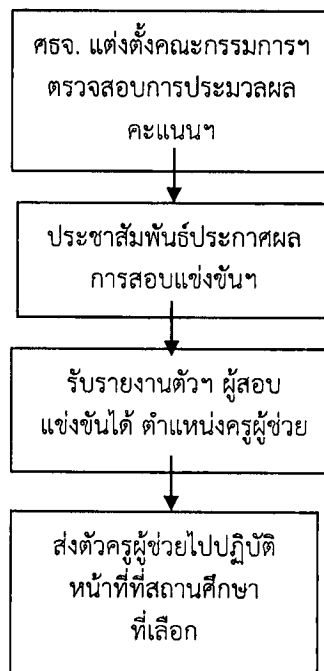 ศธจ. แต่งตั้งคณะกรรมการฯ
ตรวจสอบการประมวลผล
คะแนนฯ
ประชาสัมพันธ์ประกาศผล
การสอบแข่งขันฯ
รับรายงานตัวฯ ผู้สอบ
แข่งขันได้ ตำแหน่งครูผู้ช่วย
ส่งตัวครูผู้ช่วยไปปฏิบัติ
หน้าที่ที่สถานศึกษา
ที่เลือก